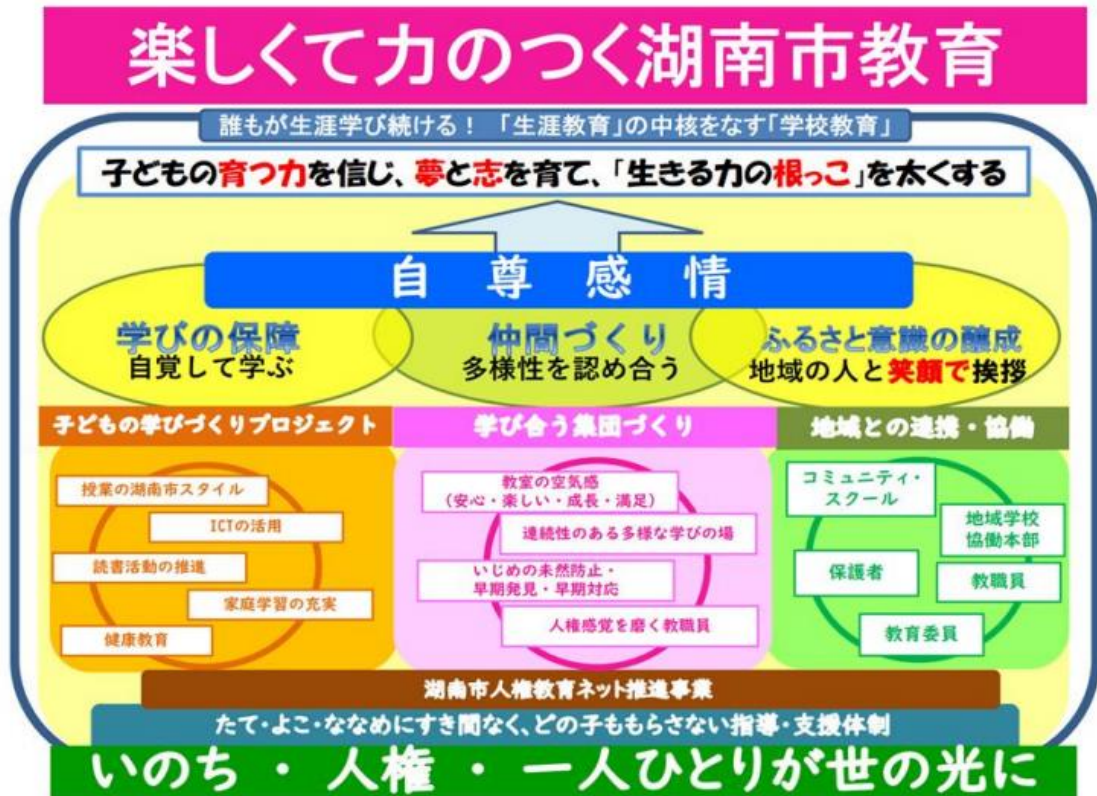 楽しくて力のつく湖南市教育
誰もが生涯学び続ける！ 「生涯教育」の中核をなす「学校教育」
子どもの育つ力を信じ、夢と志を育て、「生きる力の根っこ」を太くする
自尊感情
学びの保障
自覚して学ぶ
仲間づくり
多様性を認め合う
ふるさと意識の醸成
地域の人と笑顔で挨拶
子どもの学びづくりプロジェクト
授業の湖南市スタイル
ICTの活用
読書活動の推進
家庭学習の充実
健康教育
学び合う集団づくり
教室の空気感
（安心・楽しい・成長・満足）
連続性のある多様な学びの場
いじめの未然防止・
早期発見・早期対応
人権感覚を磨く教職員
地域との連携・協働
コミュニティ・
スクール
地域学校
協働本部
保護者
教職員
教育委員
湖南市人権教育ネット推進事業
たて・よこ・ななめにすき間なく、どの子ももらさない指導・支援体制
いのち ・ 人権 ・ 一人ひとりが世の光に